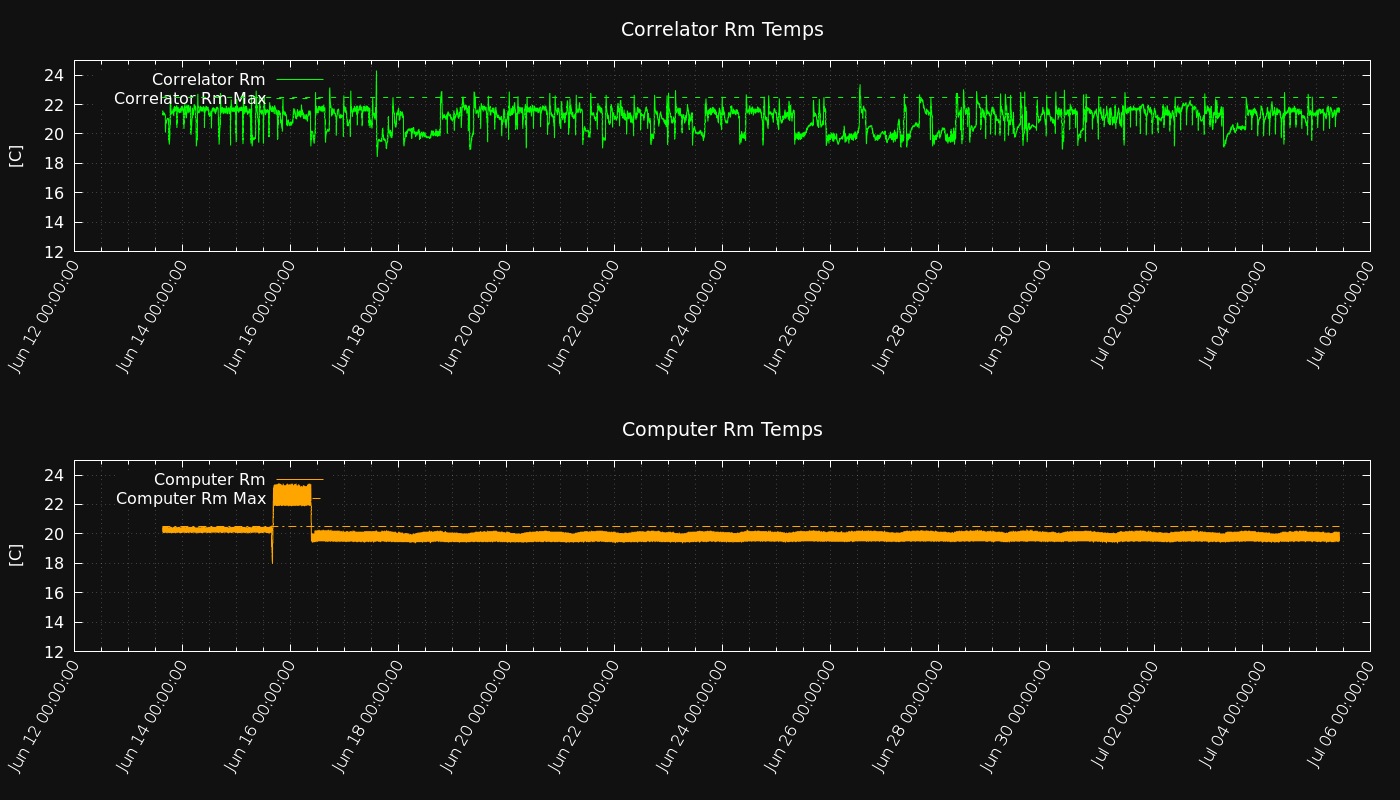 Correlator Rm Temps
24
22
20
18
16
14
12
[C]
Correlator Rm
Correlator Rm Max
Jun 12 00:00:00
Jun 14 00:00:00
Jun 16 00:00:00
Jun 18 00:00:00
Jun 20 00:00:00
Jun 22 00:00:00
Jun 24 00:00:00
Jun 26 00:00:00
Jun 28 00:00:00
Jun 30 00:00:00
Jul 02 00:00:00
Jul 04 00:00:00
Jul 06 00:00:00
Computer Rm Temps
24
22
20
18
16
14
12
[C]
Computer Rm
Computer Rm Max
Jun 12 00:00:00
Jun 14 00:00:00
Jun 16 00:00:00
Jun 18 00:00:00
Jun 20 00:00:00
Jun 22 00:00:00
Jun 24 00:00:00
Jun 26 00:00:00
Jun 28 00:00:00
Jun 30 00:00:00
Jul 02 00:00:00
Jul 04 00:00:00
Jul 06 00:00:00